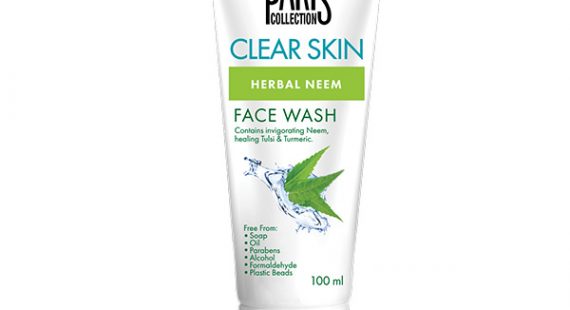 PARIS
COLLECTION
CLEAR SKIN
HERBAL NEEM
FACE WASH
Contains invigorating Neem,
healing Tulsi & Turmeric.
Free From:
• Soap
• Oil
• Parabens
• Alcohol
• Formaldehyde
• Plastic Beads
100 ml